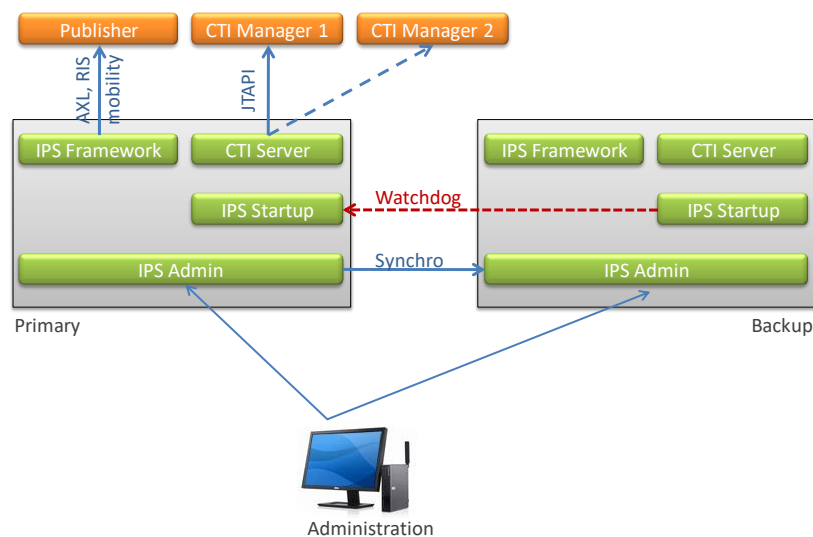 Publisher
CTI Manager 1
CTI Manager 2
AXL, RIS
mobility
JTAPI
IPS Framework
CTI Server
IPS Framework
CTI Server
IPS Startup
Watchdog
IPS Startup
IPS Admin
Synchro
IPS Admin
Primary
Backup
Administration